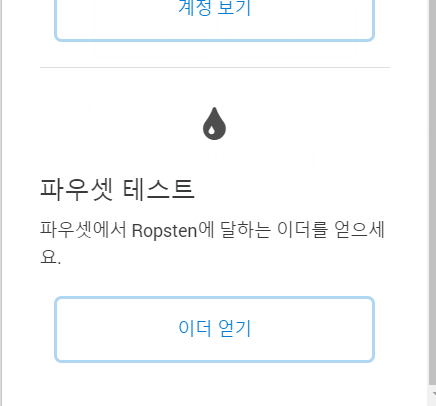 계정 보기
파우셋 테스트
파우셋에서 Ropsten에 달하는 이더를 얻으세
요.
이더 얻기